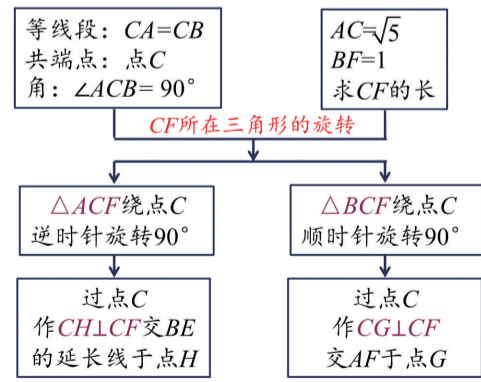 等线段：CA=CB
共端点：点C
角：∠ACB= 90°
AC=√5
BF=1
求CF的长
CF所在三角形的旋转
△ACF绕点C
逆时针旋转90°
△BCF绕点C
顺时针旋转90°
过点C
作CH⊥CF交BE
的延长线于点H
过点C
作CG⊥CF
交AF于点G